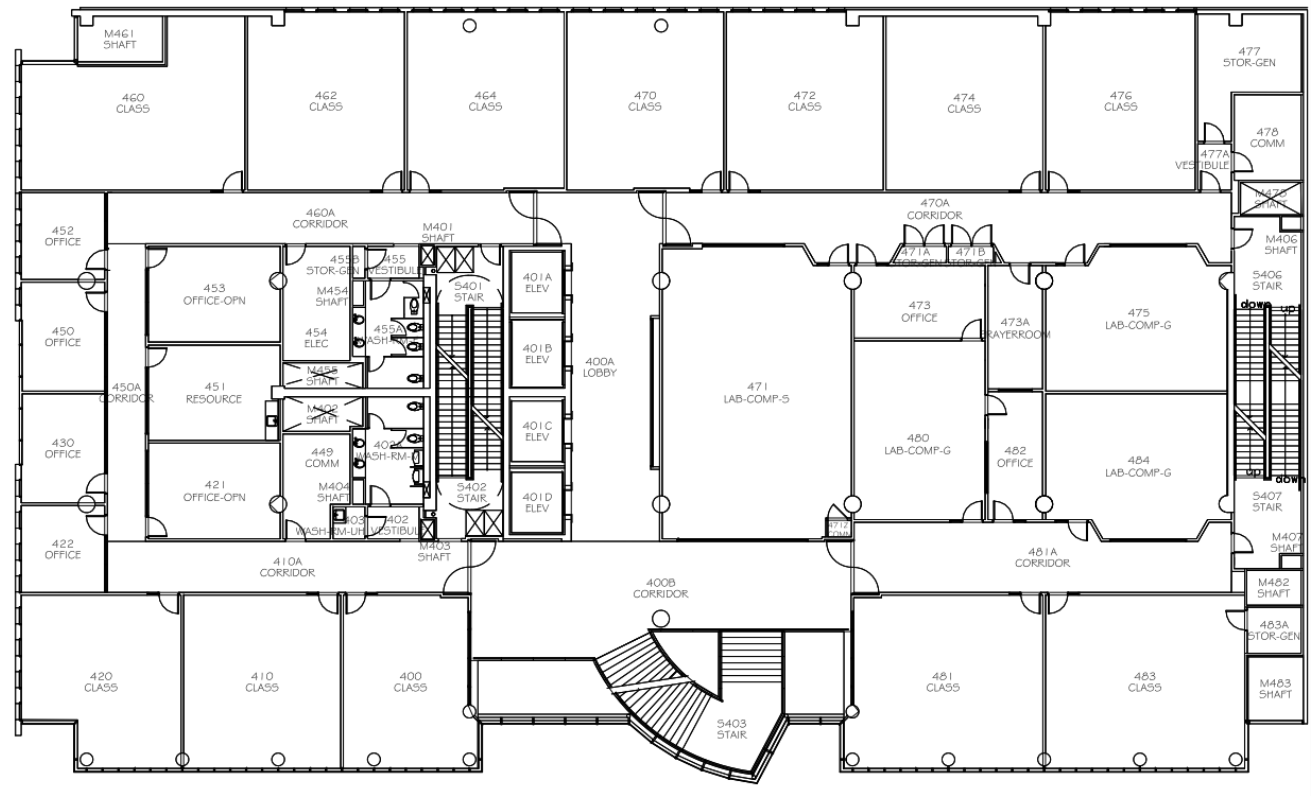 M461
SHAFT
460
CLASS
462
CLASS
464
CLASS
470
CLASS
472
CLASS
474
CLASS
476
CLASS
477
STOR-GEN
478
COMM
477A
VESTIBULE
M478
SHAFT
452
OFFICE
460A
CORRIDOR
M401
SHAFT
470A
CORRIDOR
M406
SHAFT
455B
STOR-GEN
455
VESTIBULE
471A
STOR-GEN
471B
STOR-GEN
S406
STAIR
453
OFFICE-OPN
M454
SHAFT
S401
STAIR
401A
ELEV
down
up
450
OFFICE
454
ELEC
455A
WASH-RM-F
401B
ELEV
473
OFFICE
473A
PRAYERROOM
475
LAB-COMP-G
400A
LOBBY
M455
SHAFT
450A
CORRIDOR
451
RESOURCE
471
LAB-COMP-S
M402
SHAFT
430
OFFICE
401C
ELEV
449
COMM
402A
WASH-RM-M
480
LAB-COMP-G
482
OFFICE
484
LAB-COMP-G
421
OFFICE-OPN
M404
SHAFT
S402
STAIR
401D
ELEV
up
down
S407
STAIR
403
WASH-RM-UH
402
VESTIBULE
471Z
COMM
422
OFFICE
M403
SHAFT
M407
SHAFT
410A
CORRIDOR
481A
CORRIDOR
400B
CORRIDOR
M482
SHAFT
483A
STOR-GEN
420
CLASS
410
CLASS
400
CLASS
481
CLASS
483
CLASS
M483
SHAFT
S403
STAIR